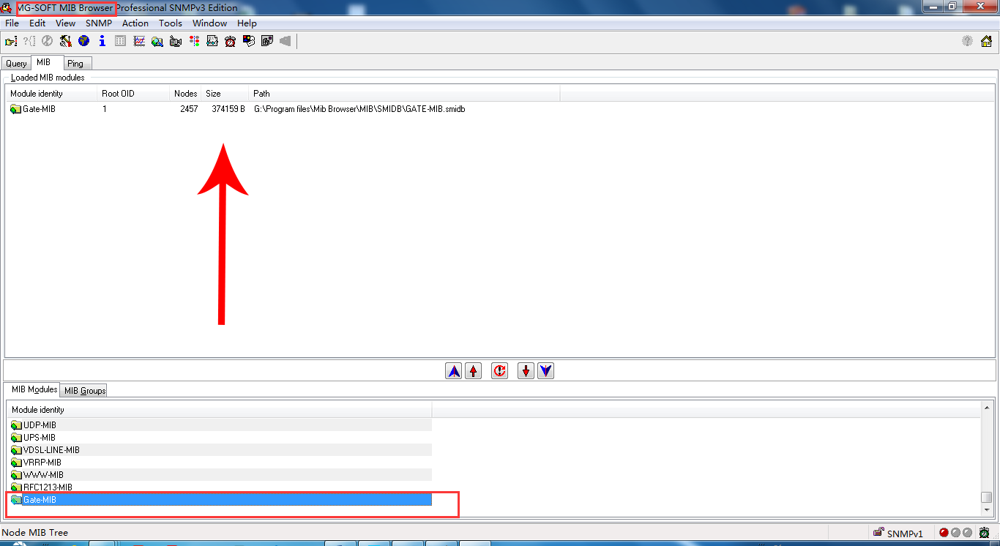 MG-SOFT MIB Browser Professional SNMPv3 Edition
File Edit View SNMP Action Tools Window Help
Query MIB Ping
Loaded MIB modules
Module identity Root OID Nodes Size Path
Gate-MIB 1 2457 374159 B G:\Program files\Mib Browser\MIB\SMIDB\GATE-MIB.smidb
MIB Modules MIB Groups
Module identity
UDP-MIB
UPS-MIB
VDSL-LINE-MIB
VRRP-MIB
WWW-MIB
RFC1213-MIB
Gate-MIB
Node MIB Tree SNMPv1